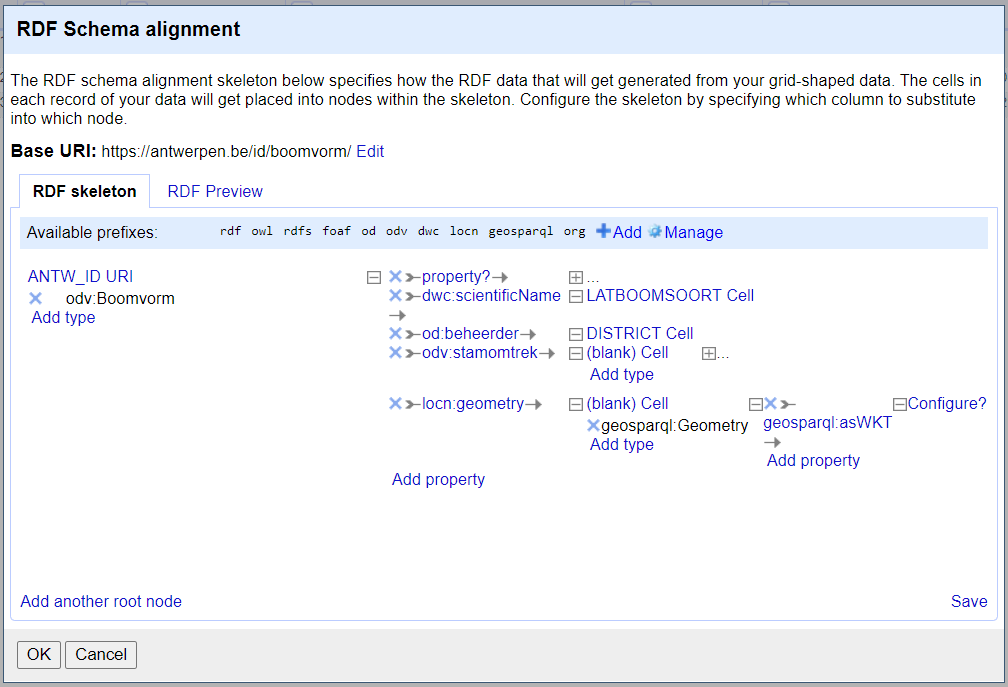 RDF Schema alignment
The RDF schema alignment skeleton below specifies how the RDF data that will get generated from your grid-shaped data. The cells in
each record of your data will get placed into nodes within the skeleton. Configure the skeleton by specifying which column to substitute
into which node.
Base URI: https://antwerpen.be/id/boomvorm/ Edit
RDF skeleton RDF Preview
Available prefixes: rdf owl rdfs foaf od odv dwc locn geosparql org Add Manage
ANTW_ID URI property? ...
odv:Boomvorm dwc:scientificName LATBOOMSOORT Cell
Add type
od:beheerder DISTRICT Cell
odv:stamomtrek (blank) Cell ...
Add type
locn:geometry (blank) Cell Configure?
geosparql:Geometry geosparql:asWKT
Add type
Add property
Add property
Add another root node Save
OK Cancel